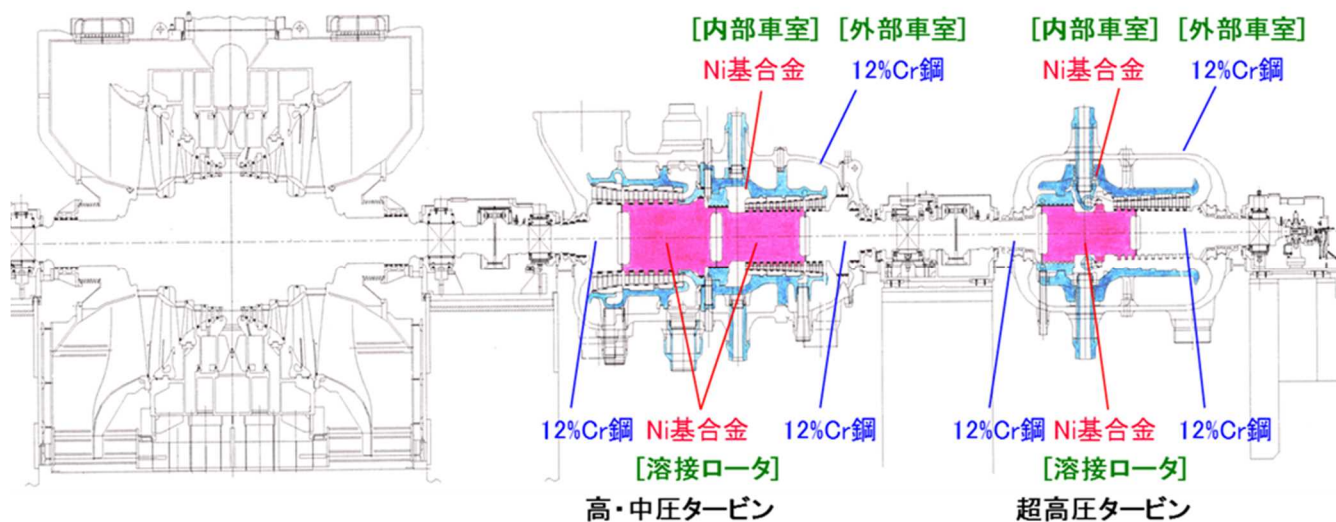 [内部車室] [外部車室]
Ni基合金 12%Cr鋼
[内部車室] [外部車室]
Ni基合金 12%Cr鋼
12%Cr鋼 Ni基合金 12%Cr鋼
[溶接ロータ]
高・中圧タービン
12%Cr鋼 Ni基合金 12%Cr鋼
[溶接ロータ]
超高圧タービン